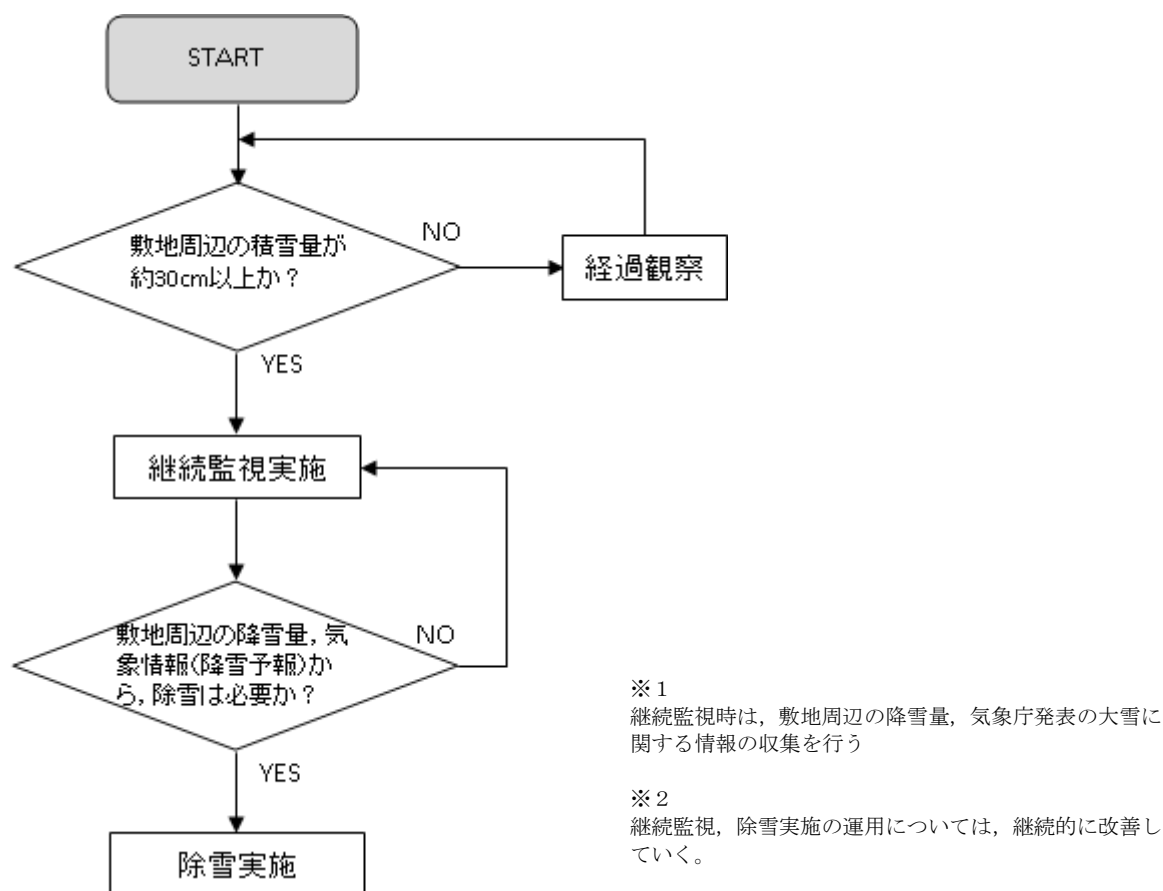 START
敷地周辺の積雪量が
約30cm以上か？
NO
経過観察
YES
継続監視実施
敷地周辺の降雪量，気
象情報(降雪予報)か
ら，除雪は必要か？
NO
YES
除雪実施
※１
継続監視時は，敷地周辺の降雪量，気象庁発表の大雪に
関する情報の収集を行う
※２
継続監視，除雪実施の運用については，継続的に改善し
ていく。